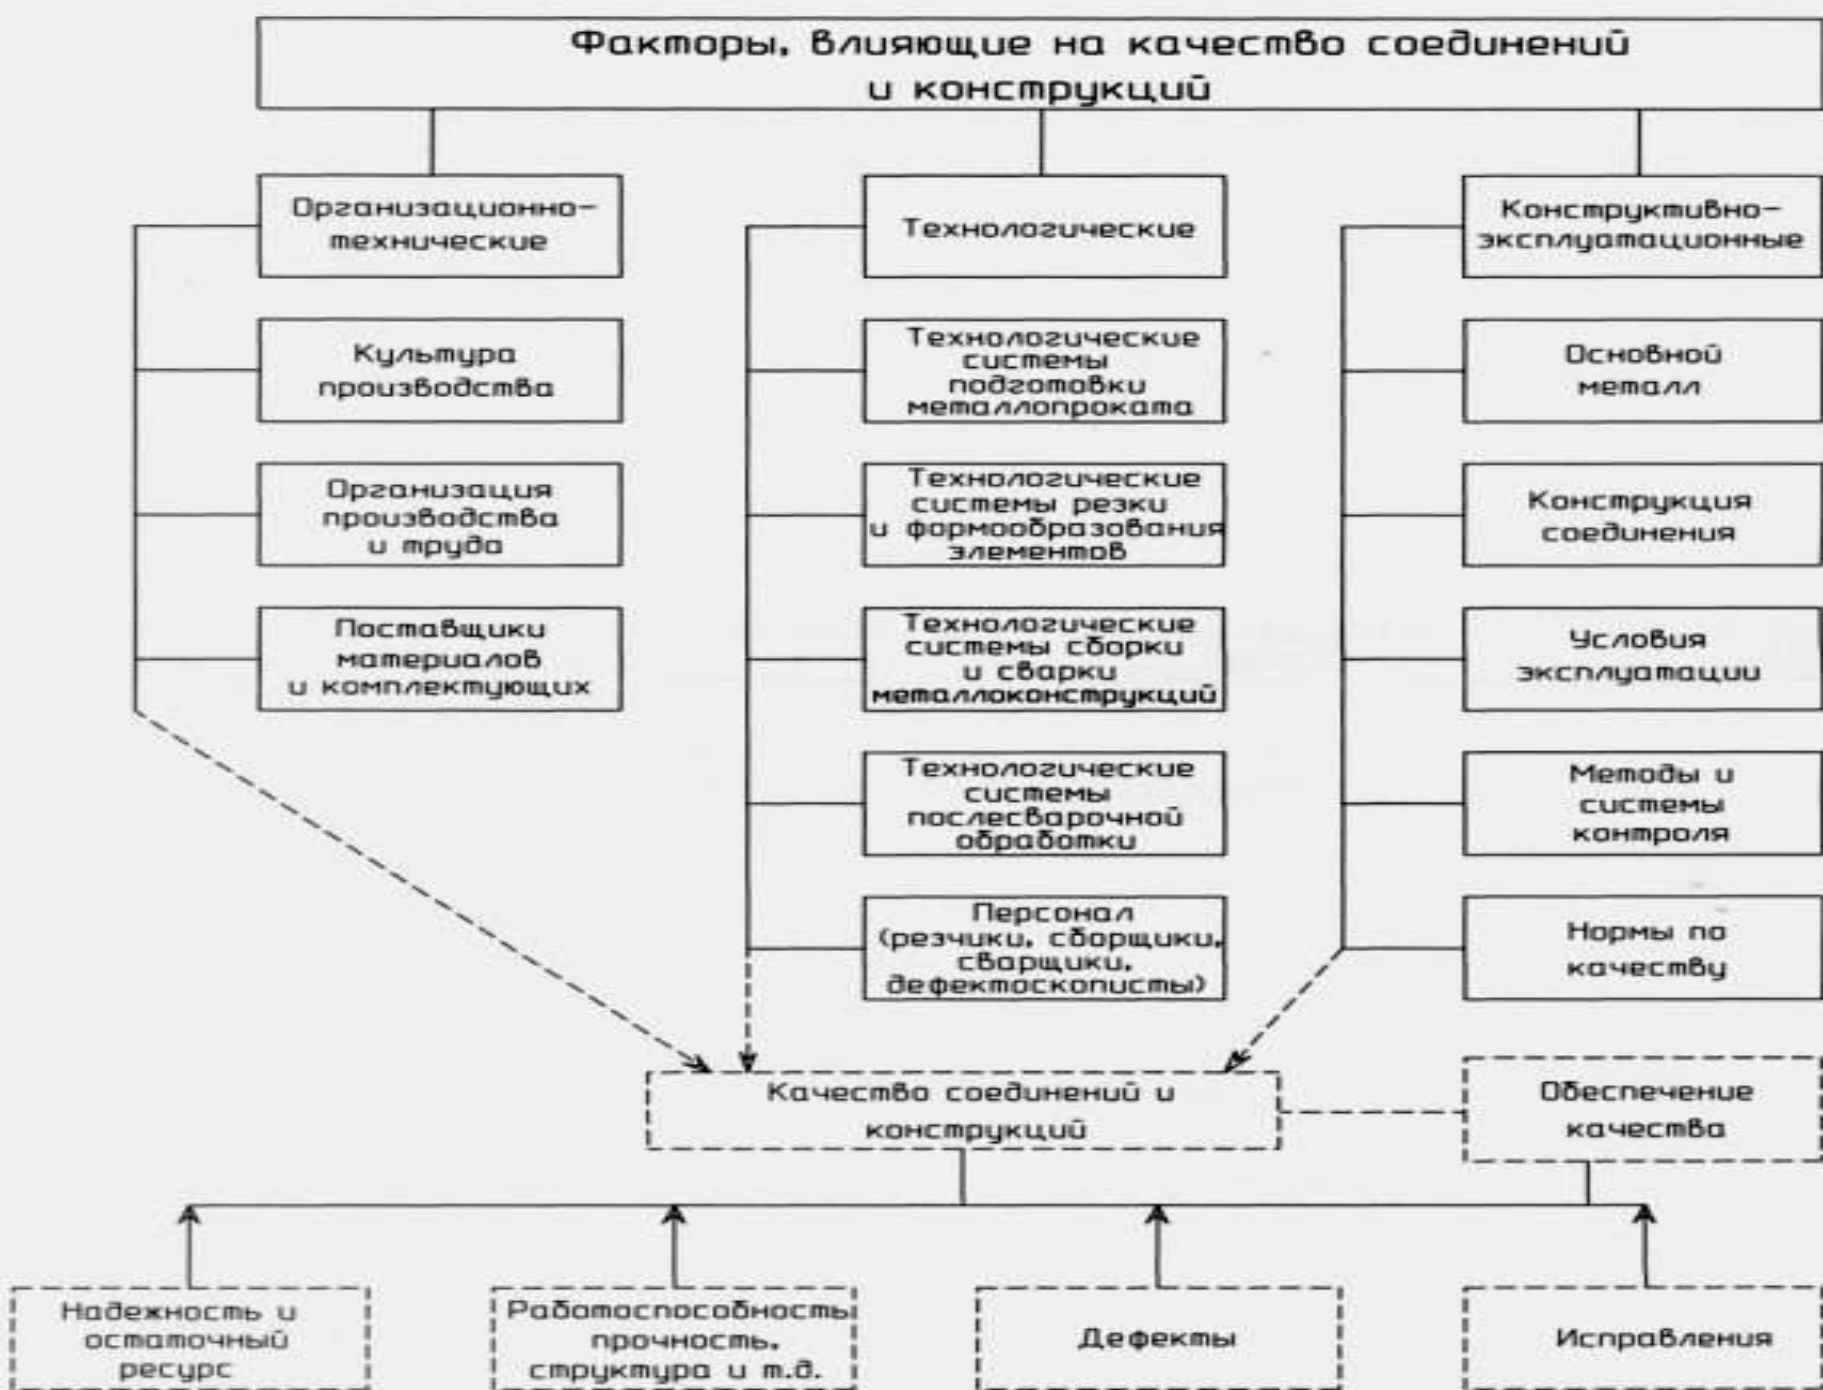 Факторы, влияющие на качество соединений
и конструкций
Организационно-
технические
Технологические
Конструктивно-
эксплуатационные
Культура
производства
Технологические
системы
подготовки
металлопроката
Основной
металл
Организация
производства
и труда
Технологические
системы резки
и формообразования
элементов
Конструкция
соединения
Поставщики
материалов
и комплектующих
Технологические
системы сборки
и сварки
металлоконструкций
Условия
эксплуатации
Технологические
системы
послесварочной
обработки
Методы и
системы
контроля
Персонал
(резчики, сборщики,
сварщики,
дефектоскописты)
Нормы по
качеству
Качество соединений и
конструкций
Обеспечение
качества
Надежность и
остаточный
ресурс
Работоспособность
прочность,
структура и т.д.
Дефекты
Исправления